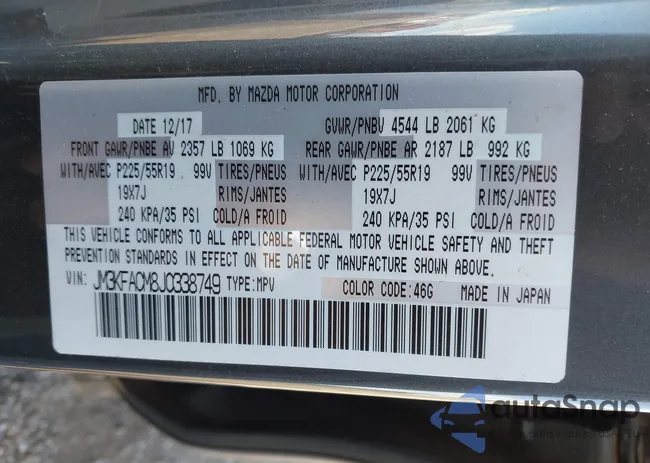 MFD. BY MAZDA MOTOR CORPORATION
DATE 12/17 GVWR/PNBV 4544 LB 2061 KG
FRONT GAWR/PNBE AV 2357 LB 1069 KG REAR GAWR/PNBE AR 2187 LB 992 KG
WITH/AVEC P225/55R19 99V TIRES/PNEUS WITH/AVEC P225/55R19 99V TIRES/PNEUS
19X7J RIMS/JANTES 19X7J RIMS/JANTES
240 KPA/35 PSI COLD/A FROID 240 KPA/35 PSI COLD/A FROID
THIS VEHICLE CONFORMS TO ALL APPLICABLE FEDERAL MOTOR VEHICLE SAFETY AND THEFT
PREVENTION STANDARDS IN EFFECT ON THE DATE OF MANUFACTURE SHOWN ABOVE.
VIN: JM3KFACM8J0338749 TYPE: MPV COLOR CODE: 46G MADE IN JAPAN
autoSnap